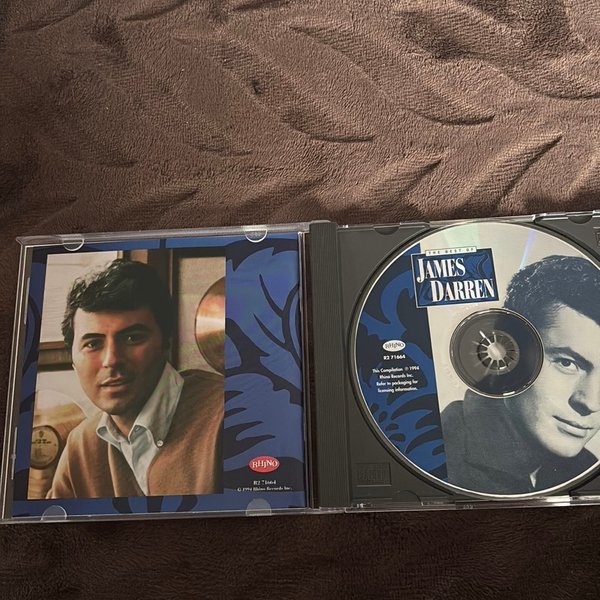 RHINO
R2 71664
© 1994 Rhino Records Inc.
THE BEST OF
JAMES
DARREN
RHINO
R2 71664
This Compilation ℗ 1994
Rhino Records Inc.
Refer to packaging for
licensing information.